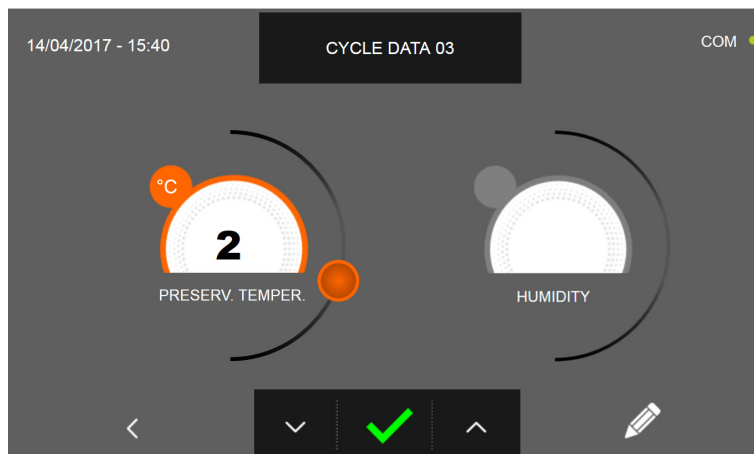 14/04/2017 - 15:40
CYCLE DATA 03
COM
°C
2
PRESERV. TEMPER.
HUMIDITY